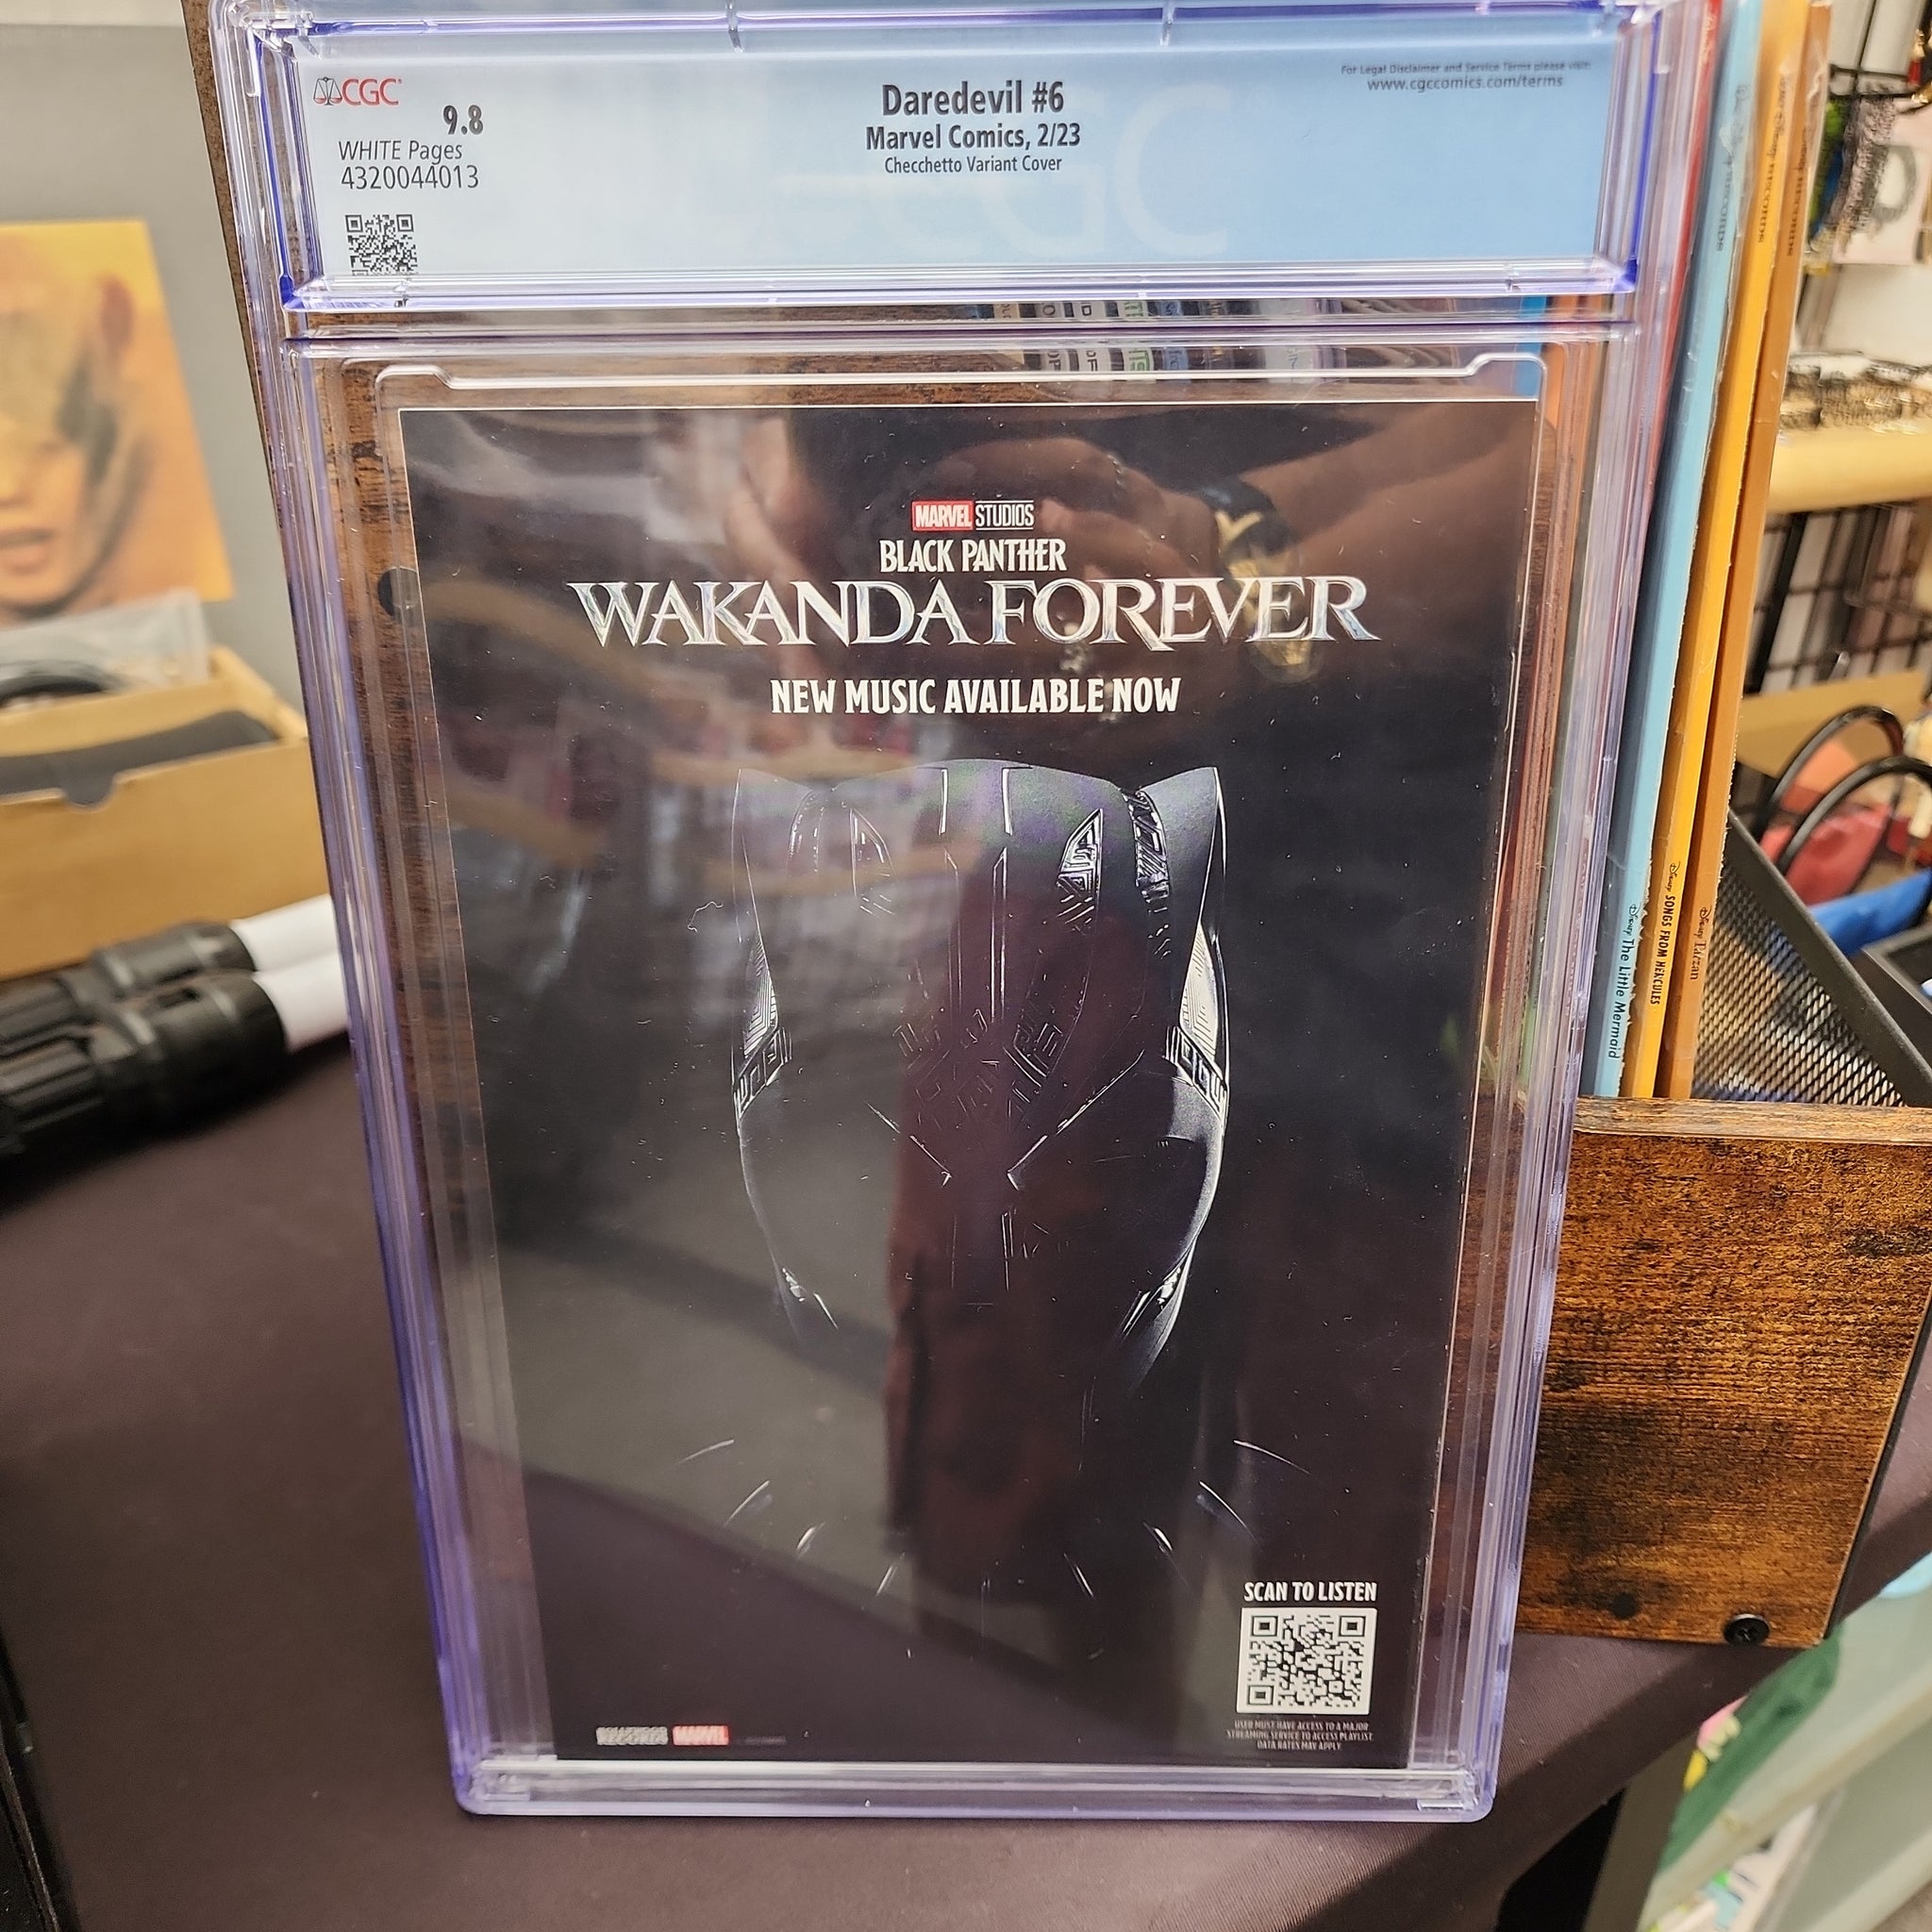 CGC
9.8
WHITE Pages
4320044013
Daredevil #6
Marvel Comics, 2/23
Checchetto Variant Cover
For Legal Disclaimer and Service Terms please visit:
www.cgccomics.com/terms
MARVEL STUDIOS
BLACK PANTHER
WAKANDA FOREVER
NEW MUSIC AVAILABLE NOW
SCAN TO LISTEN
USER MUST HAVE ACCESS TO A MAJOR
STREAMING SERVICE TO ACCESS PLAYLIST.
DATA RATES MAY APPLY.
MARVEL
Disney The Little Mermaid
Disney SONGS FROM HERCULES
Disney Tarzan